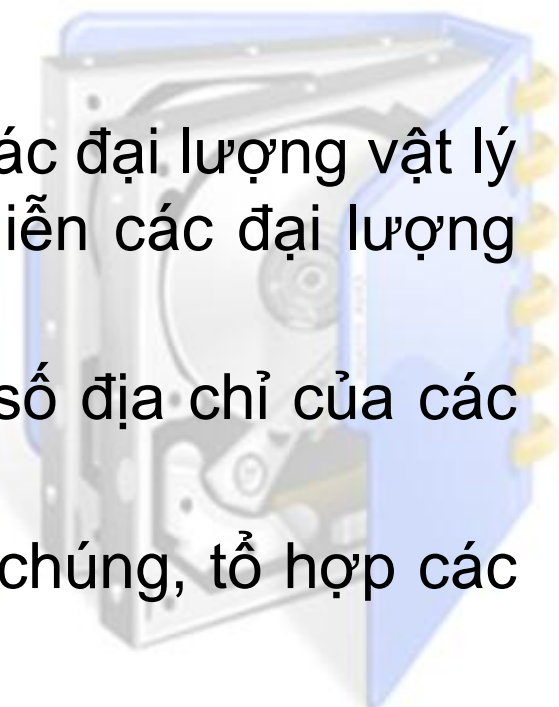 ác đại lượng vật lý
iễn các đại lượng
số địa chỉ của các
chúng, tổ hợp các